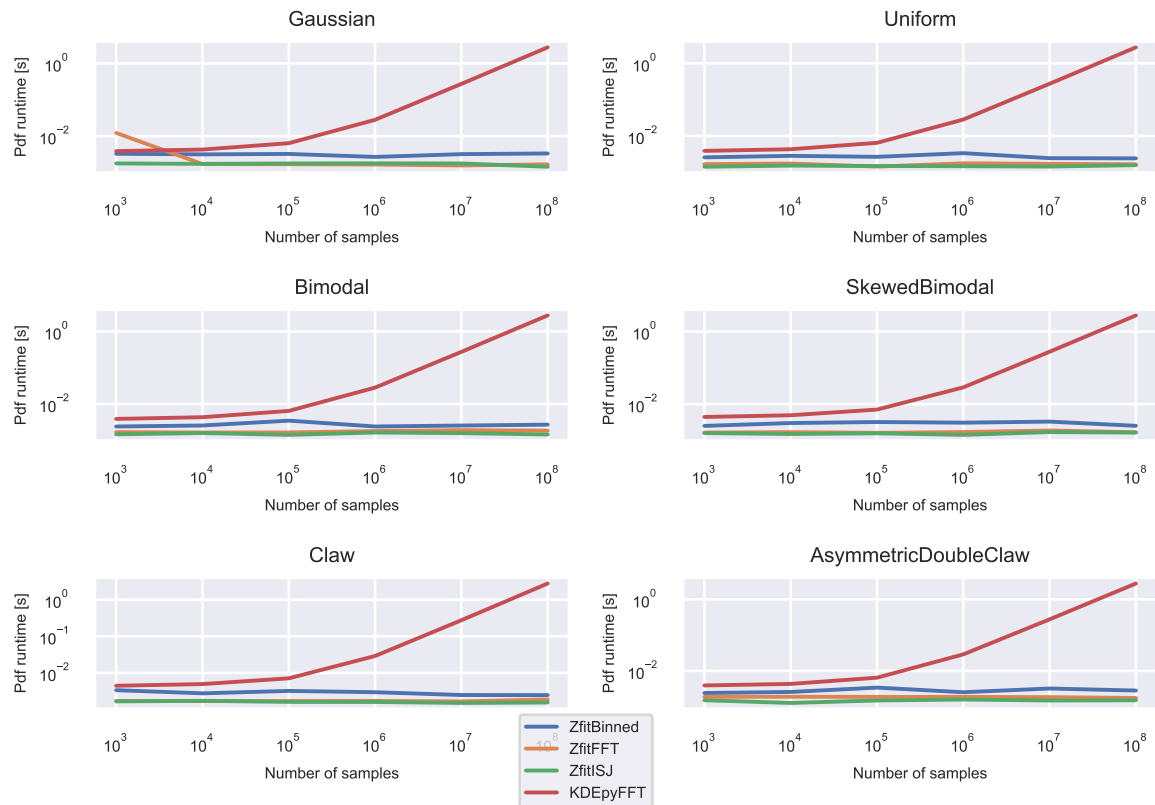 Gaussian
Uniform
Pdf runtime [s]
10^0
10^−2
10^3 10^4 10^5 10^6 10^7 10^8
Number of samples
Pdf runtime [s]
10^0
10^−2
10^3 10^4 10^5 10^6 10^7 10^8
Number of samples
Bimodal
SkewedBimodal
Pdf runtime [s]
10^0
10^−2
10^3 10^4 10^5 10^6 10^7 10^8
Number of samples
Pdf runtime [s]
10^0
10^−2
10^3 10^4 10^5 10^6 10^7 10^8
Number of samples
Claw
AsymmetricDoubleClaw
Pdf runtime [s]
10^0
10^−1
10^−2
10^3 10^4 10^5 10^6 10^7 10^8
Number of samples
Pdf runtime [s]
10^0
10^−2
10^3 10^4 10^5 10^6 10^7 10^8
Number of samples
ZfitBinned
ZfitFFT
ZfitISJ
KDEpyFFT